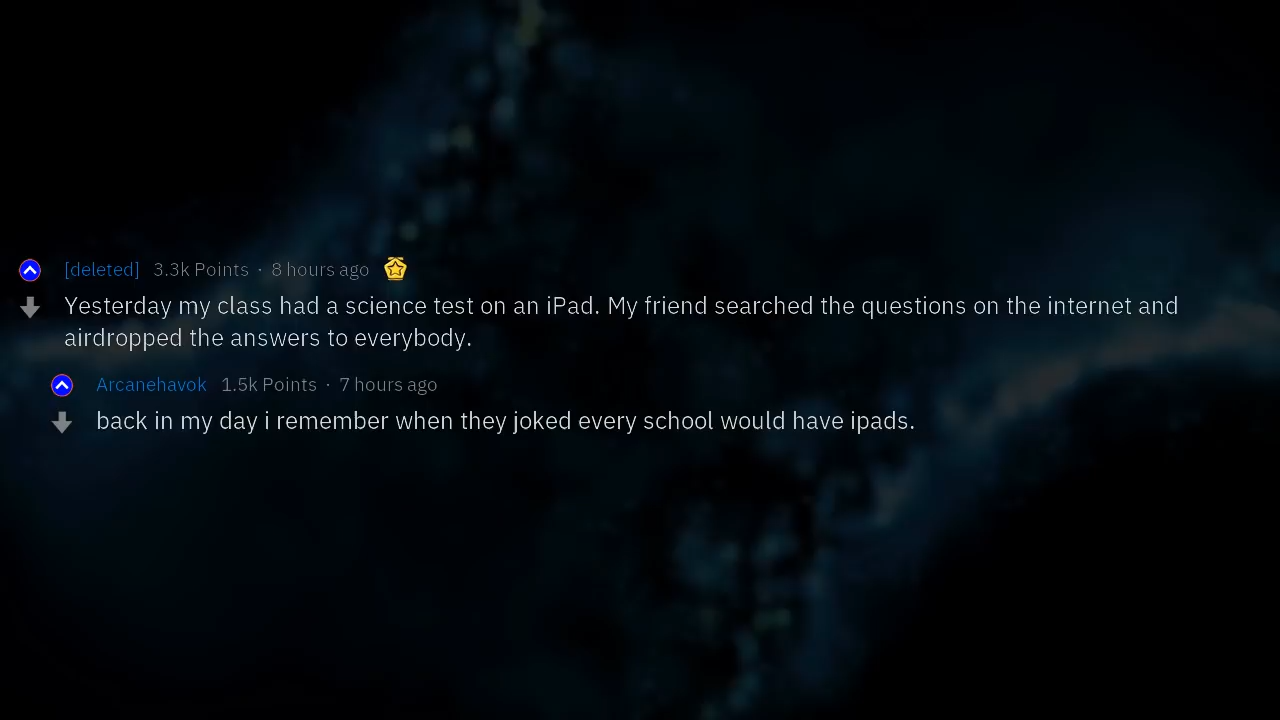 [deleted] 3.3k Points · 8 hours ago
Yesterday my class had a science test on an iPad. My friend searched the questions on the internet and
airdropped the answers to everybody.
Arcanehavok 1.5k Points · 7 hours ago
back in my day i remember when they joked every school would have ipads.